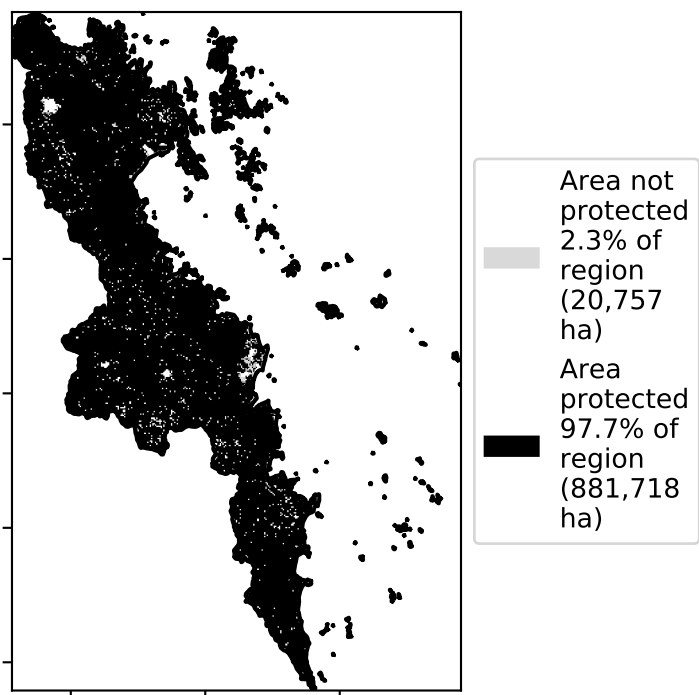 Area not
protected
2.3% of
region
(20,757
ha)
Area
protected
97.7% of
region
(881,718
ha)